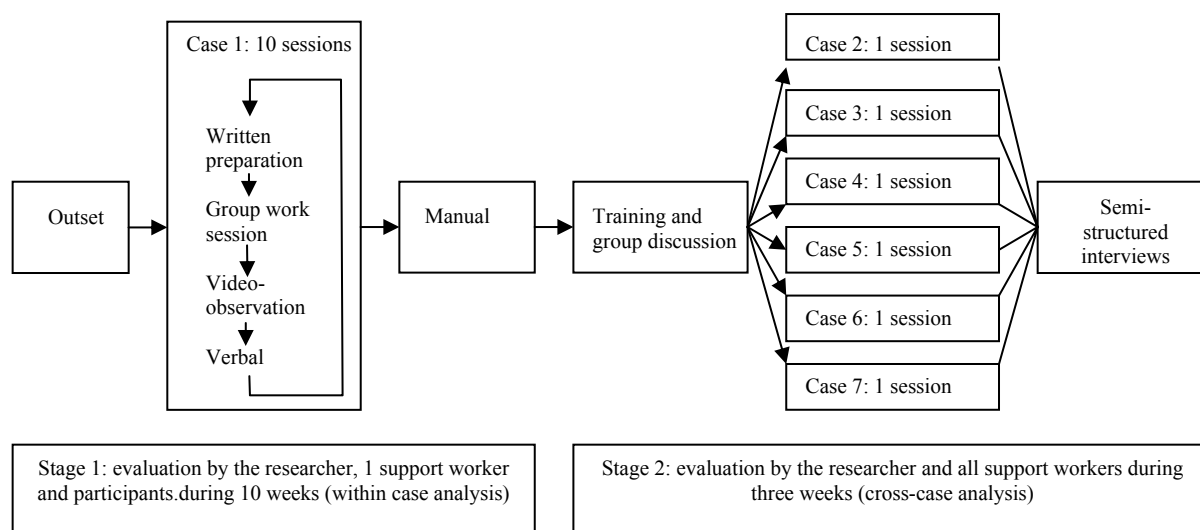 Outset
Case 1: 10 sessions
Written
preparation
Group work
session
Video-
observation
Verbal
Manual
Training and
group discussion
Case 2: 1 session
Case 3: 1 session
Case 4: 1 session
Case 5: 1 session
Case 6: 1 session
Case 7: 1 session
Semi-
structured
interviews
Stage 1: evaluation by the researcher, 1 support worker
and participants.during 10 weeks (within case analysis)
Stage 2: evaluation by the researcher and all support workers during
three weeks (cross-case analysis)